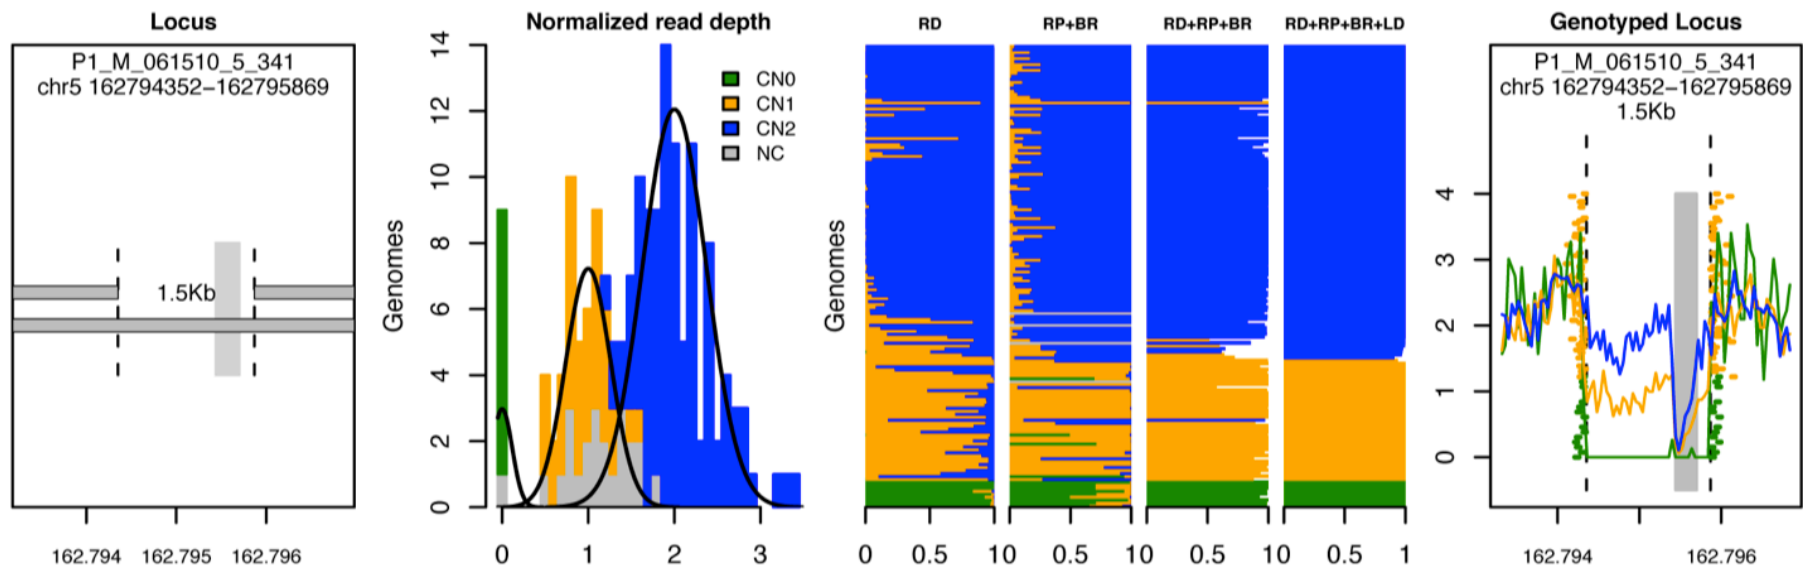 Locus
P1_M_061510_5_341
chr5 162794352−162795869
1.5Kb
162.794 162.795 162.796
Normalized read depth
Genomes
14
12
10
8
6
4
2
0
CN0
CN1
CN2
NC
0 1 2 3
RD RP+BR RD+RP+BR RD+RP+BR+LD
Genomes
0 0.5 10 0.5 10 0.5 10 0.5 1
Genotyped Locus
P1_M_061510_5_341
chr5 162794352−162795869
1.5Kb
4
3
2
1
0
162.794 162.796